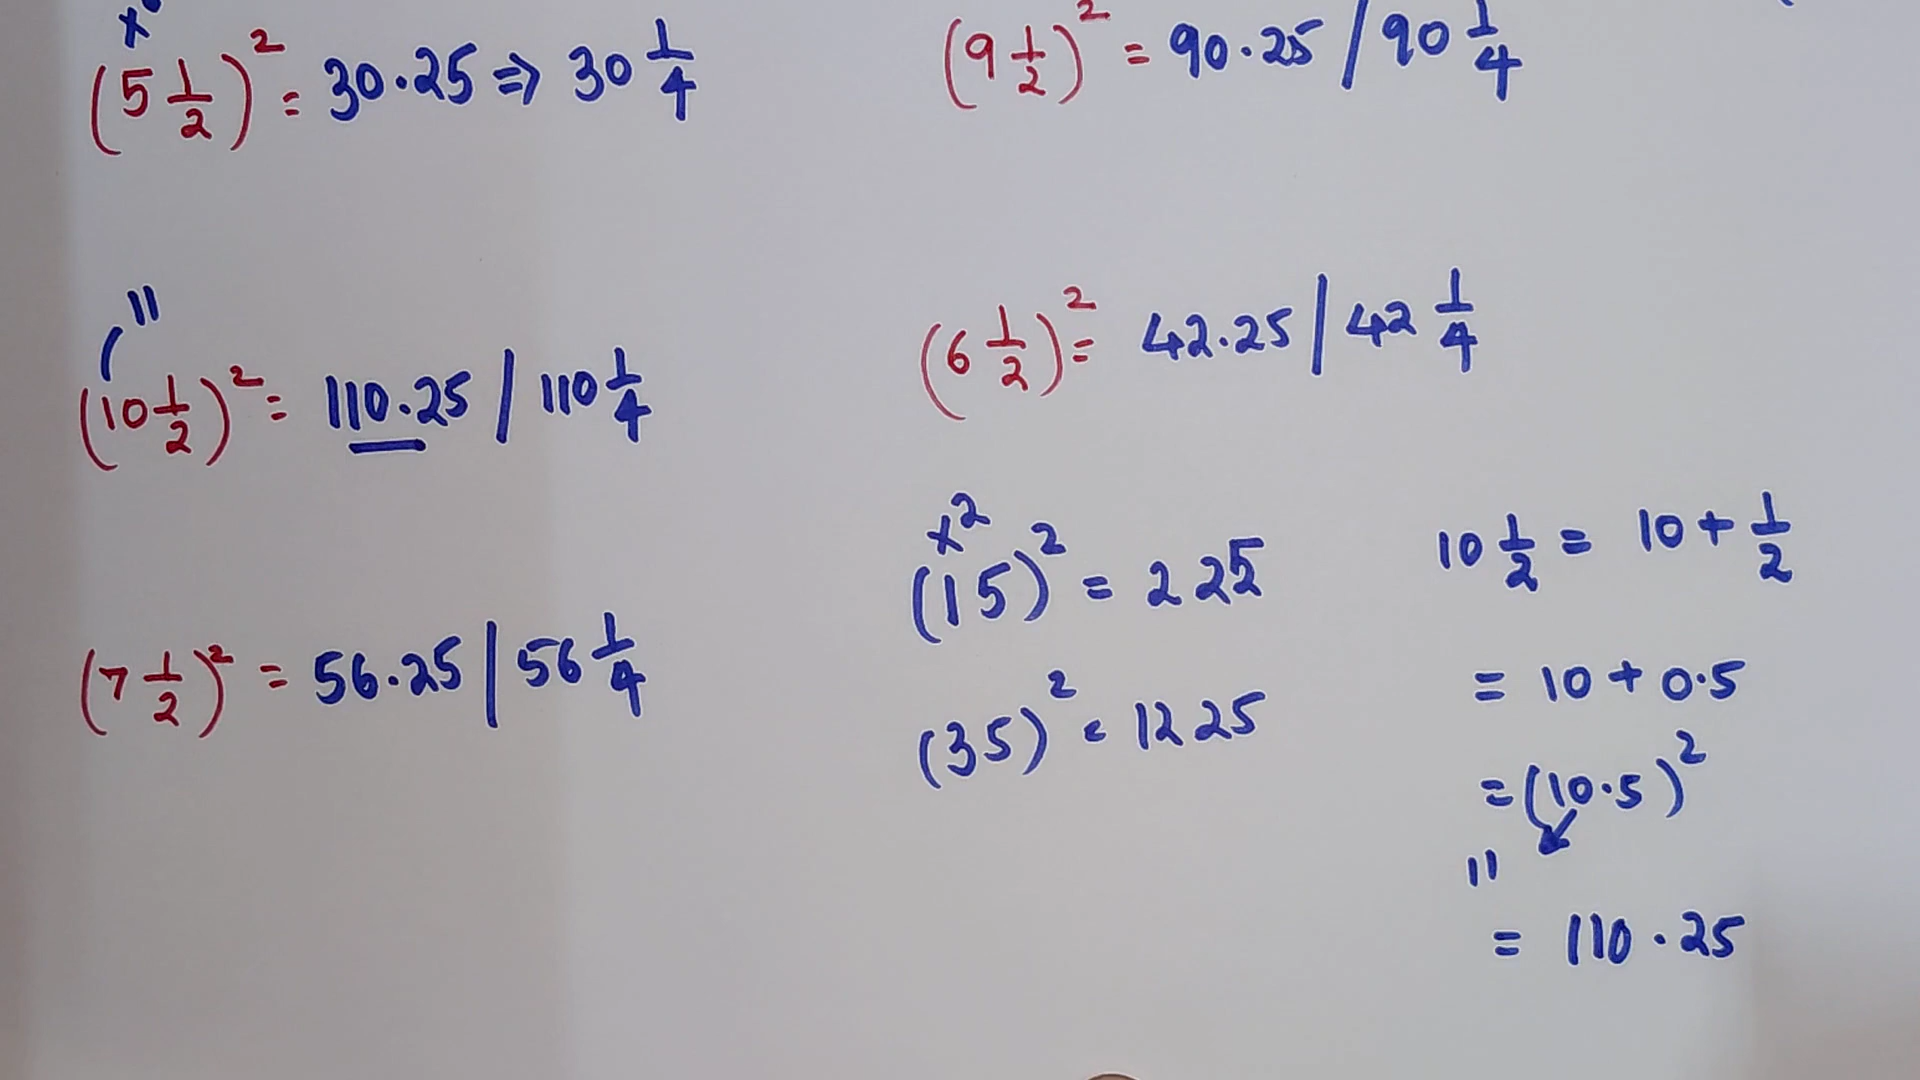 (5 1/2)² = 30.25 ⇒ 30 1/4
(9 1/2)² = 90.25 / 90 1/4
11
(10 1/2)² = 110.25 / 110 1/4
(6 1/2)² = 42.25 | 42 1/4
(7 1/2)² = 56.25 | 56 1/4
x2
(15)² = 225
(35)² = 1225
10 1/2 = 10 + 1/2
= 10 + 0.5
= (10.5)²
11
= 110.25